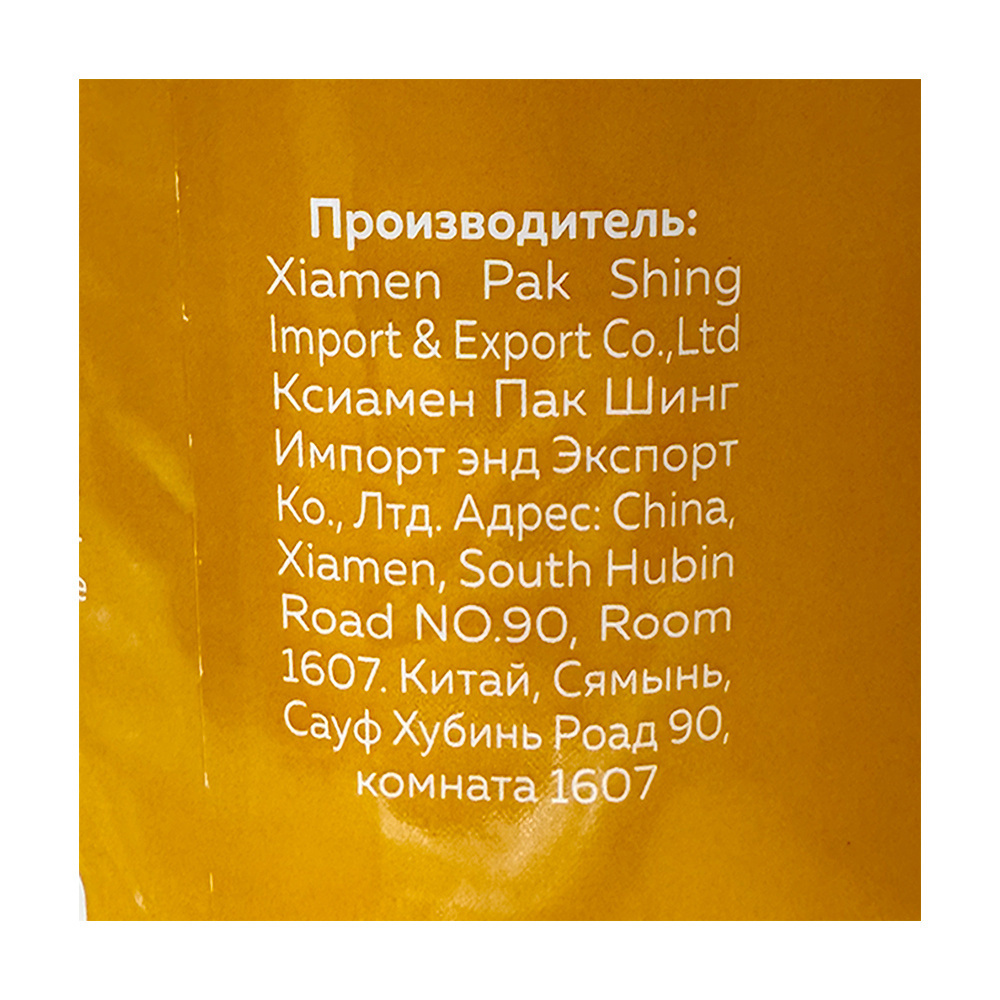 Производитель:
Xiamen Pak Shing
Import & Export Co.,Ltd
Ксиамен Пак Шинг
Импорт энд Экспорт
Ко., Лтд. Адрес: China,
Xiamen, South Hubin
Road NO.90, Room
1607. Китай, Сямынь,
Сауф Хубинь Роад 90,
комната 1607